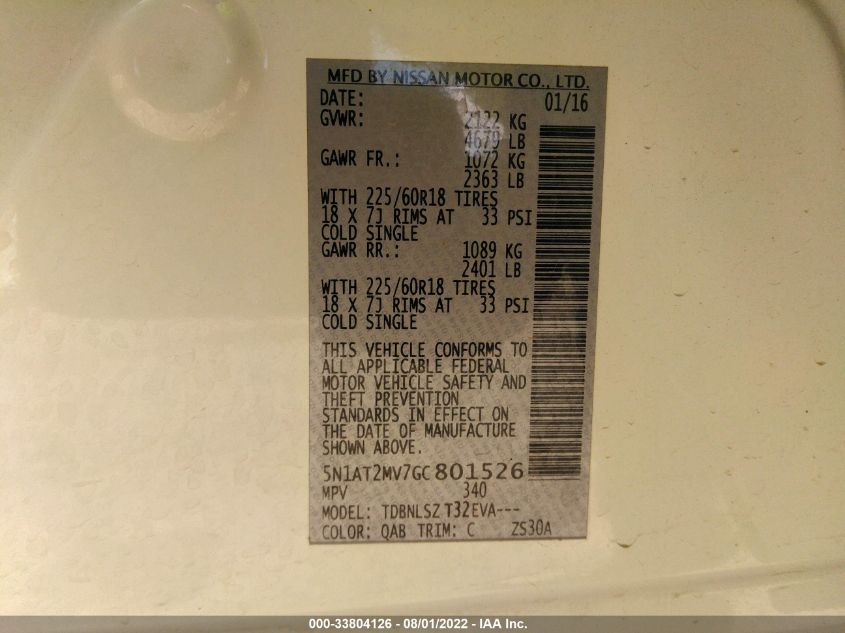 MFD BY NISSAN MOTOR CO., LTD.
DATE: 01/16
GVWR: 2122 KG
4679 LB
GAWR FR.: 1072 KG
2363 LB
WITH 225/60R18 TIRES
18 X 7J RIMS AT 33 PSI
COLD SINGLE
GAWR RR.: 1089 KG
2401 LB
WITH 225/60R18 TIRES
18 X 7J RIMS AT 33 PSI
COLD SINGLE
THIS VEHICLE CONFORMS TO
ALL APPLICABLE FEDERAL
MOTOR VEHICLE SAFETY AND
THEFT PREVENTION
STANDARDS IN EFFECT ON
THE DATE OF MANUFACTURE
SHOWN ABOVE.
5N1AT2MV7GC801526
MPV 340
MODEL: TDBNLSZ T32EVA---
COLOR: QAB TRIM: C ZS30A
000-33804126 - 08/01/2022 - IAA Inc.